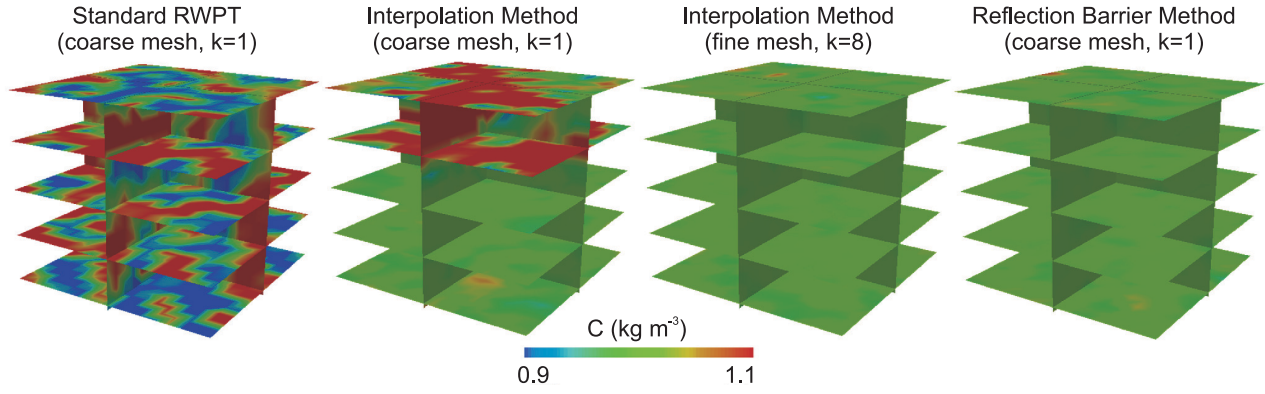 Standard RWPT
(coarse mesh, k=1)
Interpolation Method
(coarse mesh, k=1)
Interpolation Method
(fine mesh, k=8)
Reflection Barrier Method
(coarse mesh, k=1)
C (kg m⁻³)
0.9 1.1